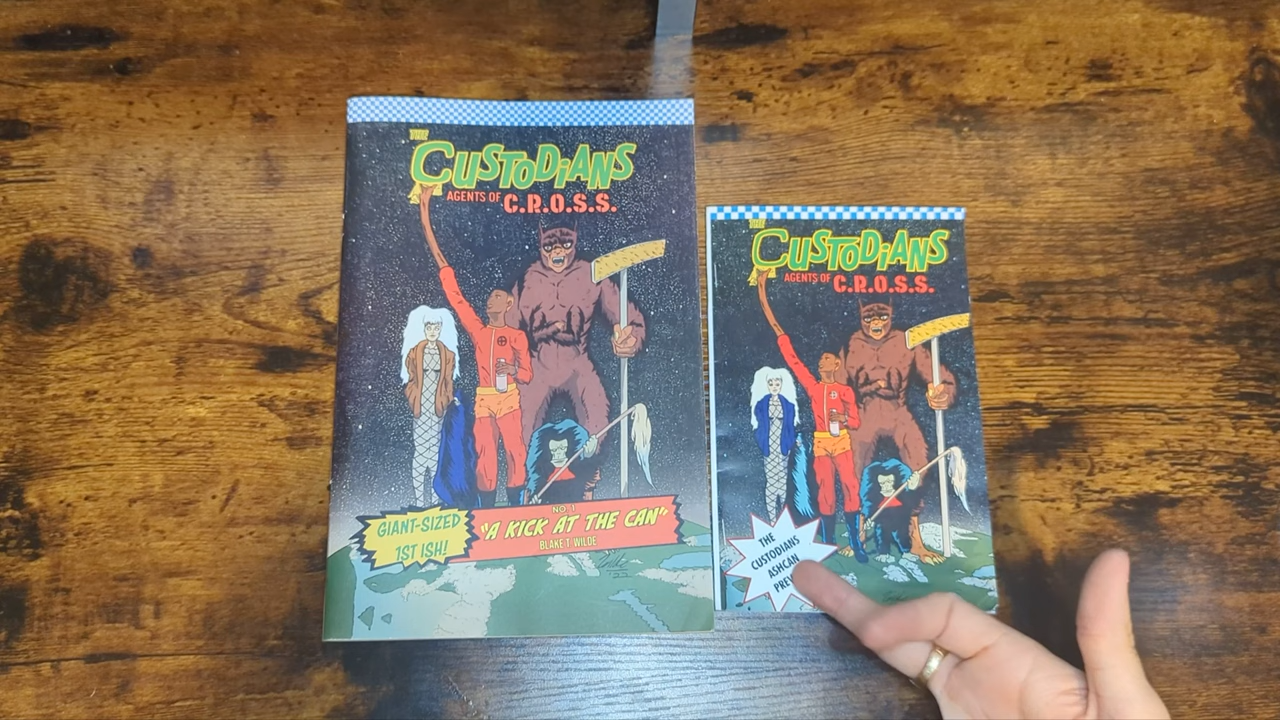 THE
CUSTODiANS
AGENTS OF C.R.O.S.S.
GIANT-SIZED
1ST ISH!
NO. 1
"A KICK AT THE CAN"
BLAKE T. WILDE
THE
CUSTODiANS
AGENTS OF C.R.O.S.S.
THE
CUSTODIANS
ASHCAN